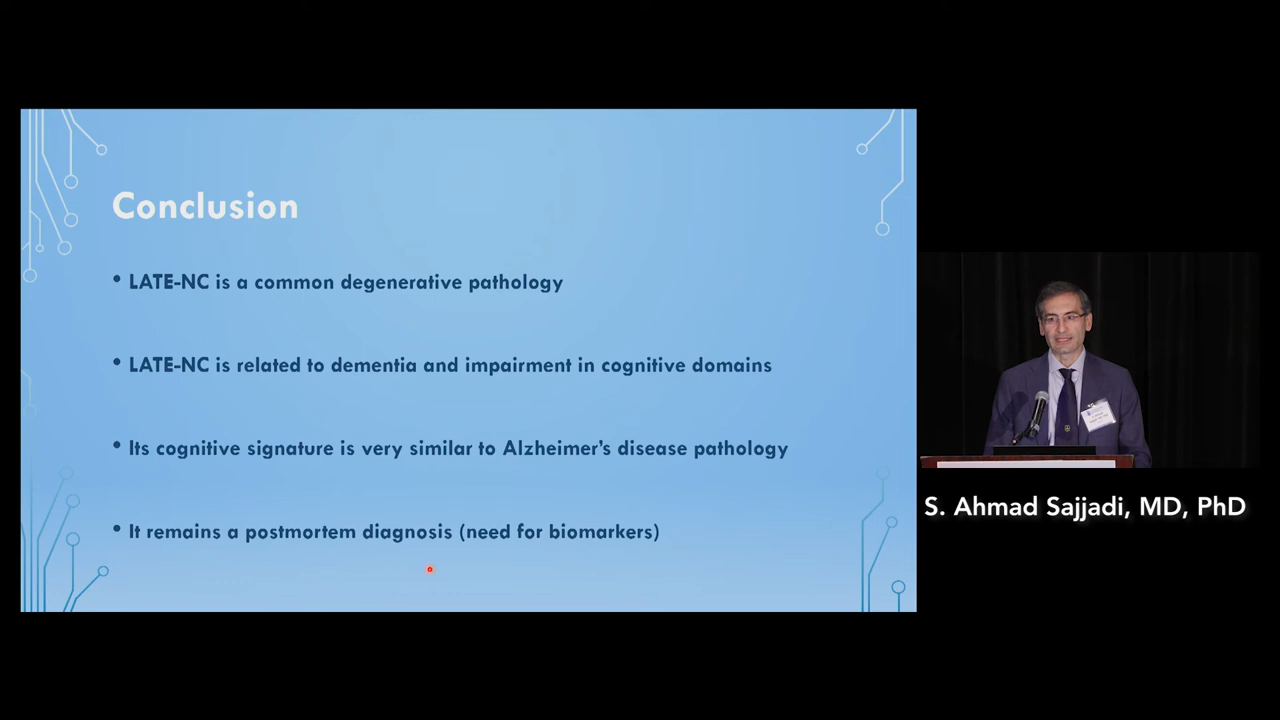 Conclusion
• LATE-NC is a common degenerative pathology
• LATE-NC is related to dementia and impairment in cognitive domains
• Its cognitive signature is very similar to Alzheimer's disease pathology
• It remains a postmortem diagnosis (need for biomarkers)
S. Ahmad Sajjadi, MD, PhD